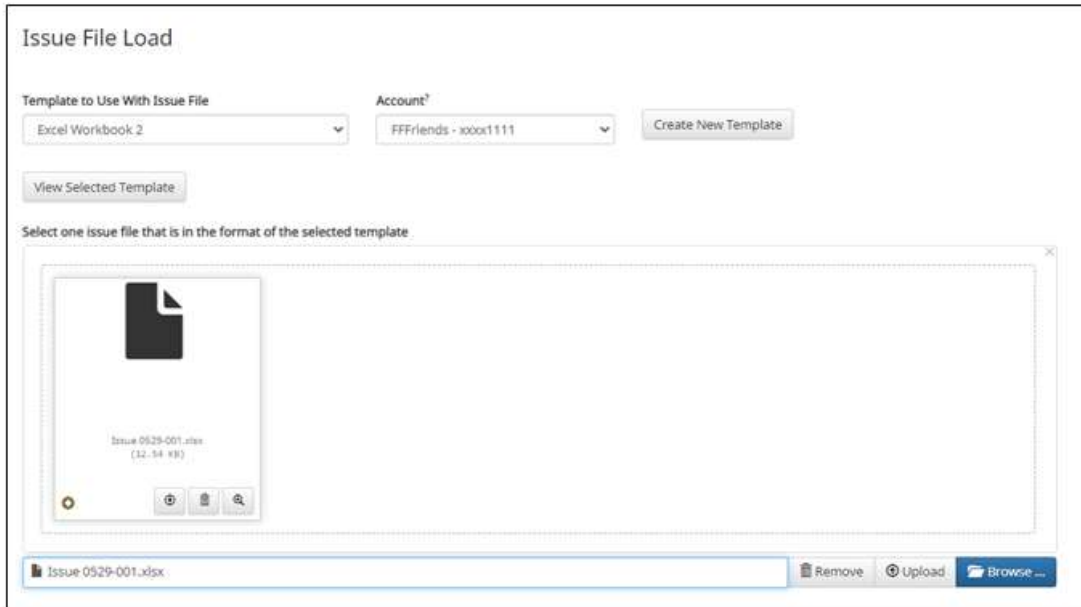 Issue File Load
Template to Use With Issue File
Account?
Excel Workbook 2
FFFriends - xxxx1111
Create New Template
View Selected Template
Select one issue file that is in the format of the selected template
Issue 0529-001.xlsx
(32.54 KB)
Issue 0529-001.xlsx
Remove
Upload
Browse ...